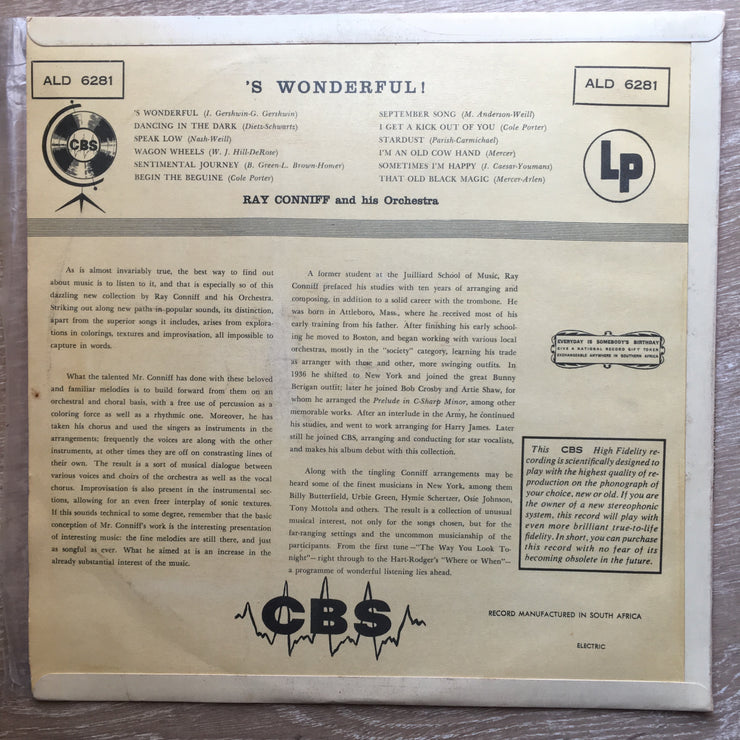 ALD 6281
'S WONDERFUL!
ALD 6281
'S WONDERFUL (I. Gershwin-G. Gershwin)
DANCING IN THE DARK (Dietz-Schwartz)
SPEAK LOW (Nash-Weill)
WAGON WHEELS (W. J. Hill-DeRose)
SENTIMENTAL JOURNEY (B. Green-L. Brown-Homer)
BEGIN THE BEGUINE (Cole Porter)
SEPTEMBER SONG (M. Anderson-Weill)
I GET A KICK OUT OF YOU (Cole Porter)
STARDUST (Parish-Carmichael)
I'M AN OLD COW HAND (Mercer)
SOMETIMES I'M HAPPY (I. Caesar-Youmans)
THAT OLD BLACK MAGIC (Mercer-Arlen)
CBS
Lp
RAY CONNIFF and his Orchestra
As is almost invariably true, the best way to find out
about music is to listen to it, and that is especially so of this
dazzling new collection by Ray Conniff and his Orchestra.
Striking out along new paths in popular sounds, its distinction,
apart from the superior songs it includes, arises from explora-
tions in colorings, textures and improvisation, all impossible to
capture in words.
What the talented Mr. Conniff has done with these beloved
and familiar melodies is to build forward from them on an
orchestral and choral basis, with a free use of percussion as a
coloring force as well as a rhythmic one. Moreover, he has
taken his chorus and used the singers as instruments in the
arrangements; frequently the voices are along with the other
instruments, at other times they are off on constrasting lines of
their own. The result is a sort of musical dialogue between
various voices and choirs of the orchestra as well as the vocal
chorus. Improvisation is also present in the instrumental sec-
tions, allowing for an even freer interplay of sonic textures.
If this sounds technical to some degree, remember that the basic
conception of Mr. Conniff's work is the interesting presentation
of interesting music: the fine melodies are still there, and just
as songful as ever. What he aimed at is an increase in the
already substantial interest of the music.
A former student at the Juilliard School of Music, Ray
Conniff prefaced his studies with ten years of arranging and
composing, in addition to a solid career with the trombone. He
was born in Attleboro, Mass., where he received most of his
early training from his father. After finishing his early school-
ing he moved to Boston, and began working with various local
orchestras, mostly in the "society" category, learning his trade
as arranger with these and other, more swinging outfits. In
1936 he shifted to New York and joined the great Bunny
Berigan outfit; later he joined Bob Crosby and Artie Shaw, for
whom he arranged the Prelude in C-Sharp Minor, among other
memorable works. After an interlude in the Army, he continued
his studies, and went to work arranging for Harry James. Later
still he joined CBS, arranging and conducting for star vocalists,
and makes his album debut with this collection.
Along with the tingling Conniff arrangements may be
heard some of the finest musicians in New York, among them
Billy Butterfield, Urbie Green, Hymie Schertzer, Osie Johnson,
Tony Mottola and others. The result is a collection of unusual
musical interest, not only for the songs chosen, but for the
far-ranging settings and the uncommon musicianship of the
participants. From the first tune—"The Way You Look To-
night"—right through to the Hart-Rodger's "Where or When"—
a programme of wonderful listening lies ahead.
EVERYDAY IS SOMEBODY'S BIRTHDAY
GIVE A NATIONAL RECORD GIFT TOKEN
EXCHANGEABLE ANYWHERE IN SOUTHERN AFRICA
This CBS High Fidelity re-
cording is scientifically designed to
play with the highest quality of re-
production on the phonograph of
your choice, new or old. If you are
the owner of a new stereophonic
system, this record will play with
even more brilliant true-to-life
fidelity. In short, you can purchase
this record with no fear of its
becoming obsolete in the future.
CBS
RECORD MANUFACTURED IN SOUTH AFRICA
ELECTRIC